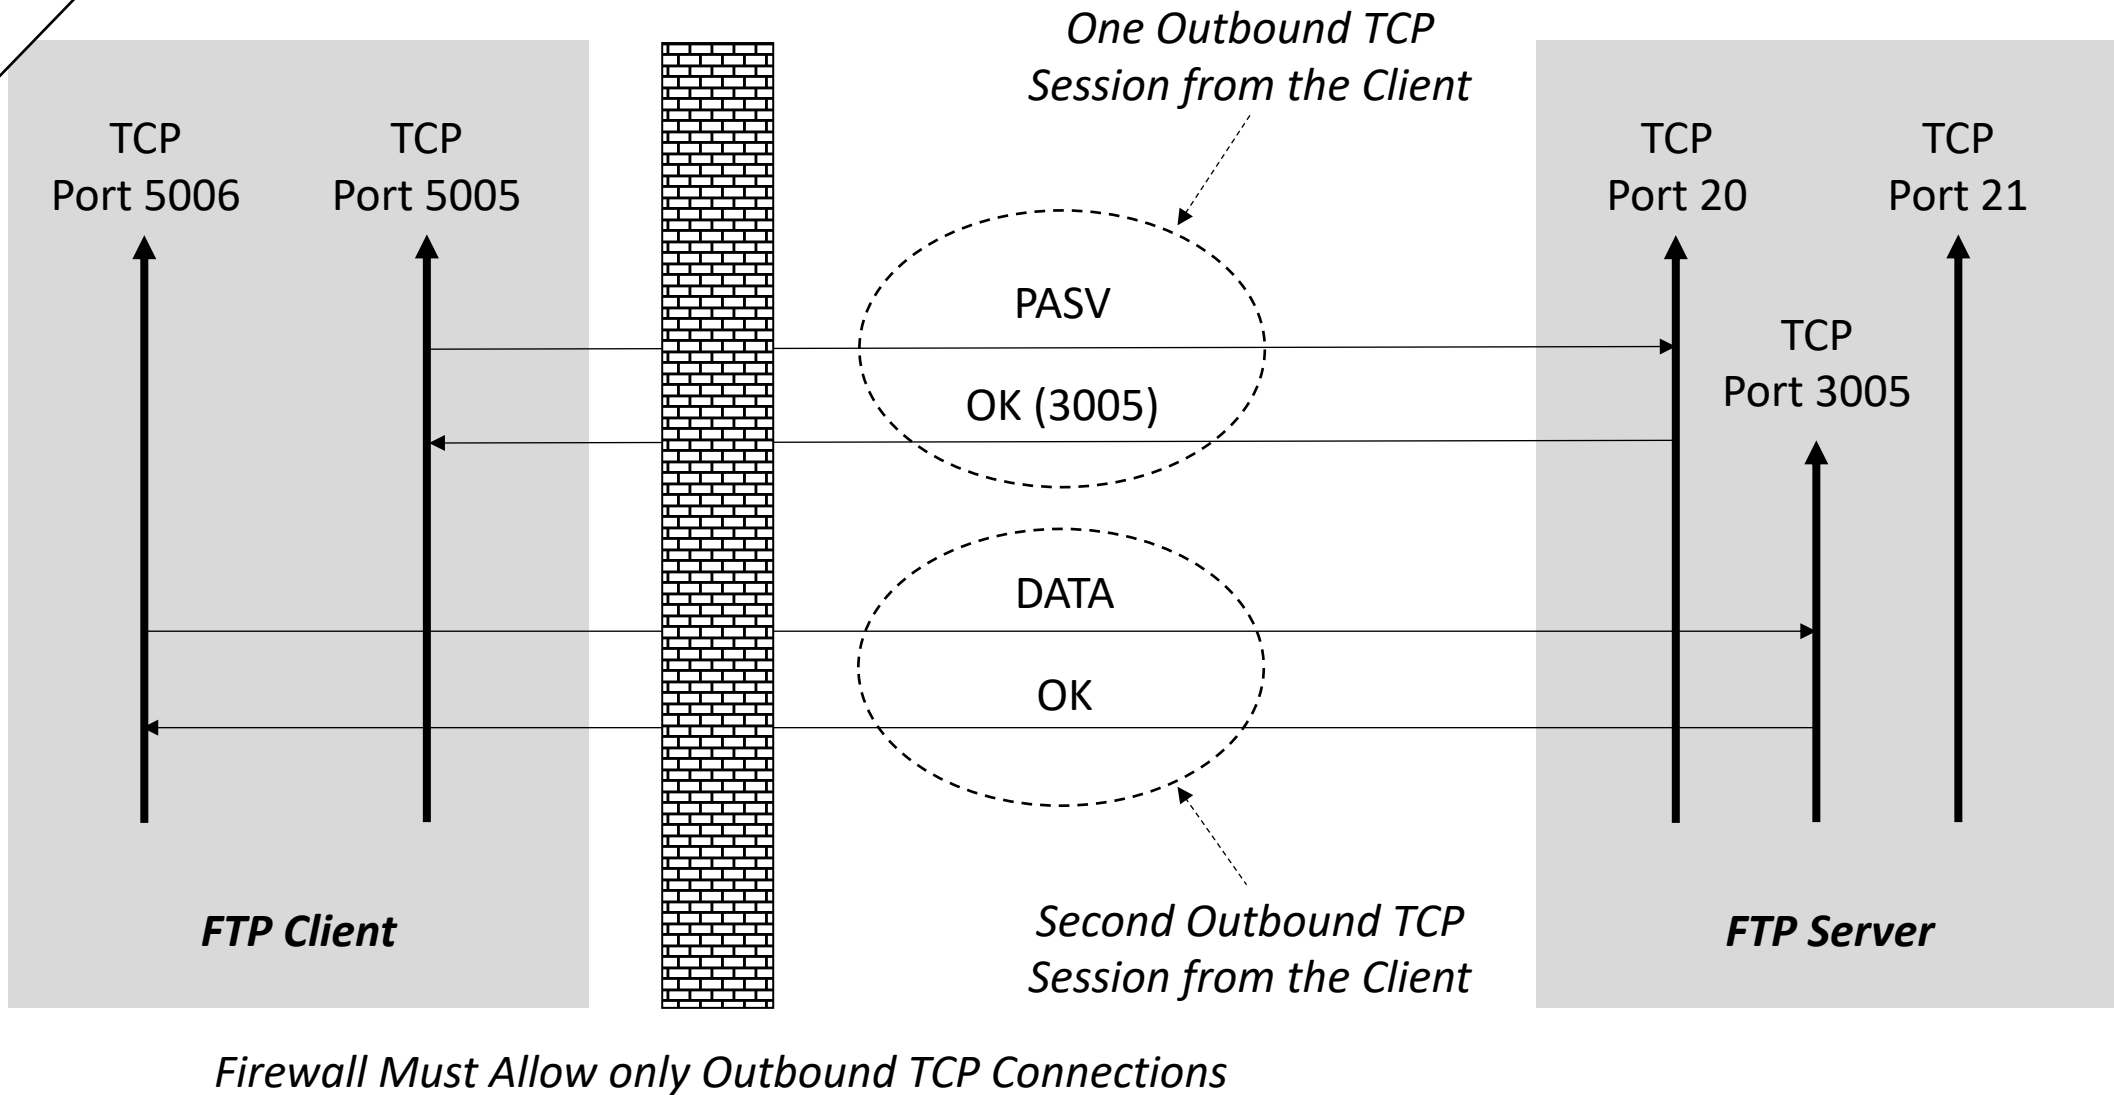 One Outbound TCP
Session from the Client
TCP
Port 5006
TCP
Port 5005
TCP
Port 20
TCP
Port 21
PASV
OK (3005)
TCP
Port 3005
DATA
OK
FTP Client
Second Outbound TCP
Session from the Client
FTP Server
Firewall Must Allow only Outbound TCP Connections